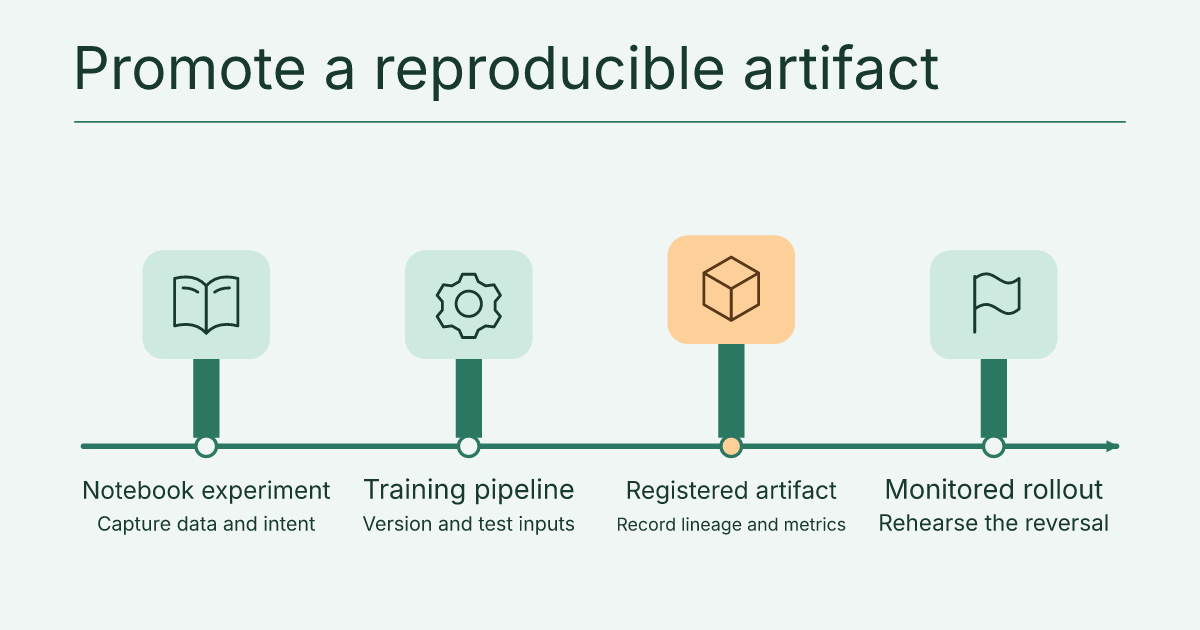 Promote a reproducible artifact
Notebook experiment
Capture data and intent
Training pipeline
Version and test inputs
Registered artifact
Record lineage and metrics
Monitored rollout
Rehearse the reversal